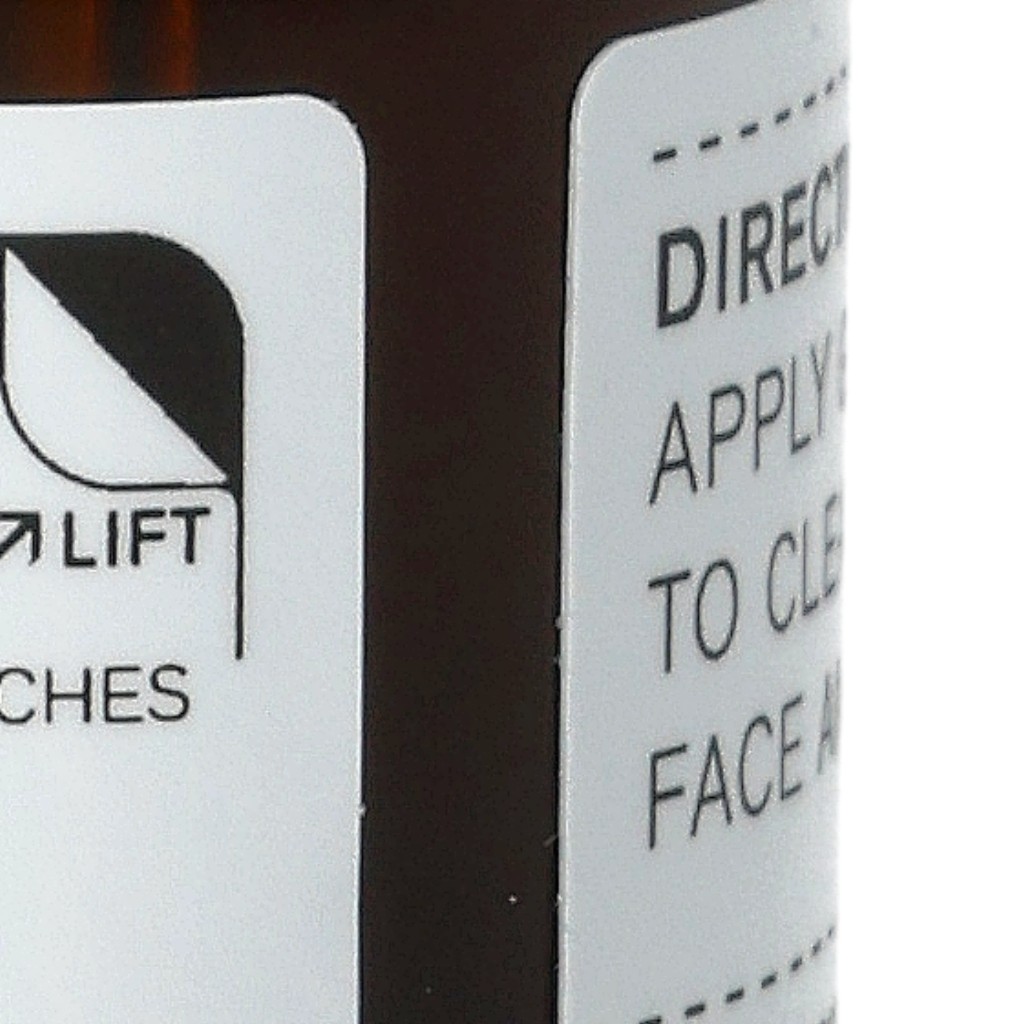 LIFT
CHES
DIRECT
APPLY
TO CLE
FACE A